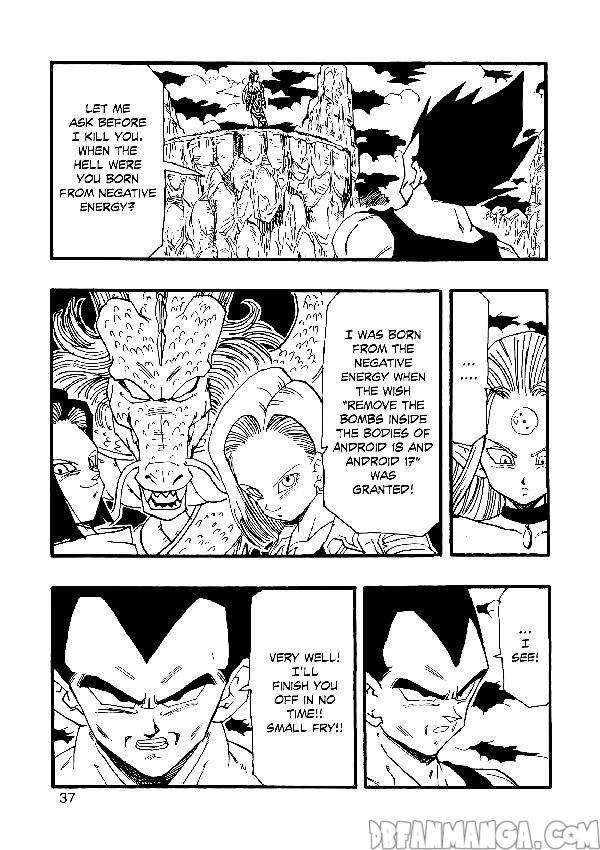 LET ME
ASK BEFORE
I KILL YOU.
WHEN THE
HELL WERE
YOU BORN
FROM NEGATIVE
ENERGY?
...
....
I WAS BORN
FROM THE
NEGATIVE
ENERGY WHEN
THE WISH
"REMOVE THE
BOMBS INSIDE
THE BODIES OF
ANDROID 18 AND
ANDROID 17"
WAS
GRANTED!
...
I
SEE!
VERY WELL!
I'LL
FINISH YOU
OFF IN NO
TIME!!
SMALL FRY!!
37
DBFANMANGA.COM